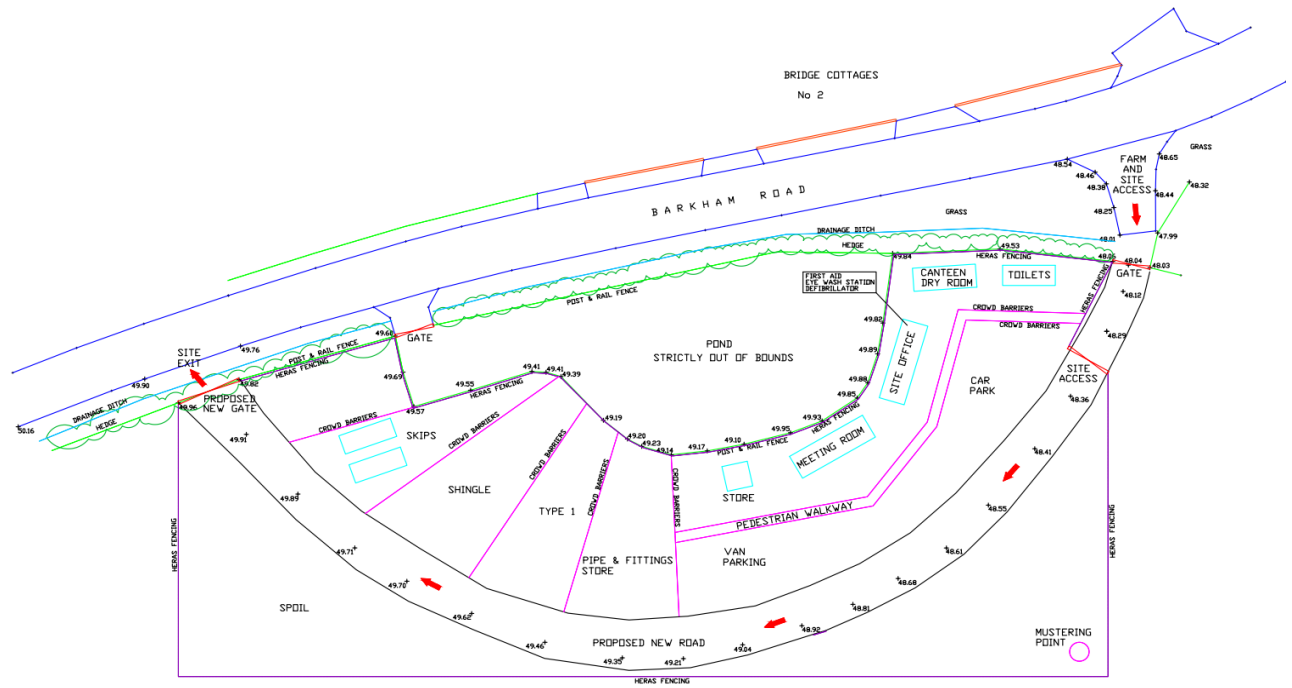 BRIDGE COTTAGES
No 2
BARKHAM ROAD
FARM
AND
SITE
ACCESS
GRASS
GRASS
48.54
48.46
48.38
48.25
48.01
48.65
48.44
48.32
47.99
48.05
48.04
48.03
GATE
48.12
48.29
DRAINAGE DITCH
HEDGE
49.84
49.53
HERAS FENCING
HERAS FENCING
CANTEEN
DRY ROOM
TOILETS
FIRST AID
EYE WASH STATION
DEFIBRILLATOR
CROWD BARRIERS
CROWD BARRIERS
POST & RAIL FENCE
POND
STRICTLY OUT OF BOUNDS
49.82
49.89
49.88
49.85
49.93
49.95
49.10
49.17
49.14
49.23
49.20
49.19
49.39
49.41
49.41
49.55
49.57
49.69
49.68
GATE
SITE OFFICE
CAR
PARK
SITE
ACCESS
48.36
SITE
EXIT
49.76
49.90
50.16
POST & RAIL FENCE
HERAS FENCING
49.82
PROPOSED
NEW GATE
49.96
DRAINAGE DITCH
HEDGE
HERAS FENCING
CROWD BARRIERS
SKIPS
CROWD BARRIERS
CROWD BARRIERS
CROWD BARRIERS
CROWD BARRIERS
HERAS FENCING
POST & RAIL FENCE
MEETING ROOM
STORE
PEDESTRIAN WALKWAY
SHINGLE
TYPE 1
PIPE & FITTINGS
STORE
VAN
PARKING
49.91
49.89
49.71
49.70
49.62
49.46
49.35
49.21
49.04
48.92
48.81
48.68
48.61
48.55
48.41
HERAS FENCING
SPOIL
PROPOSED NEW ROAD
MUSTERING
POINT
HERAS FENCING